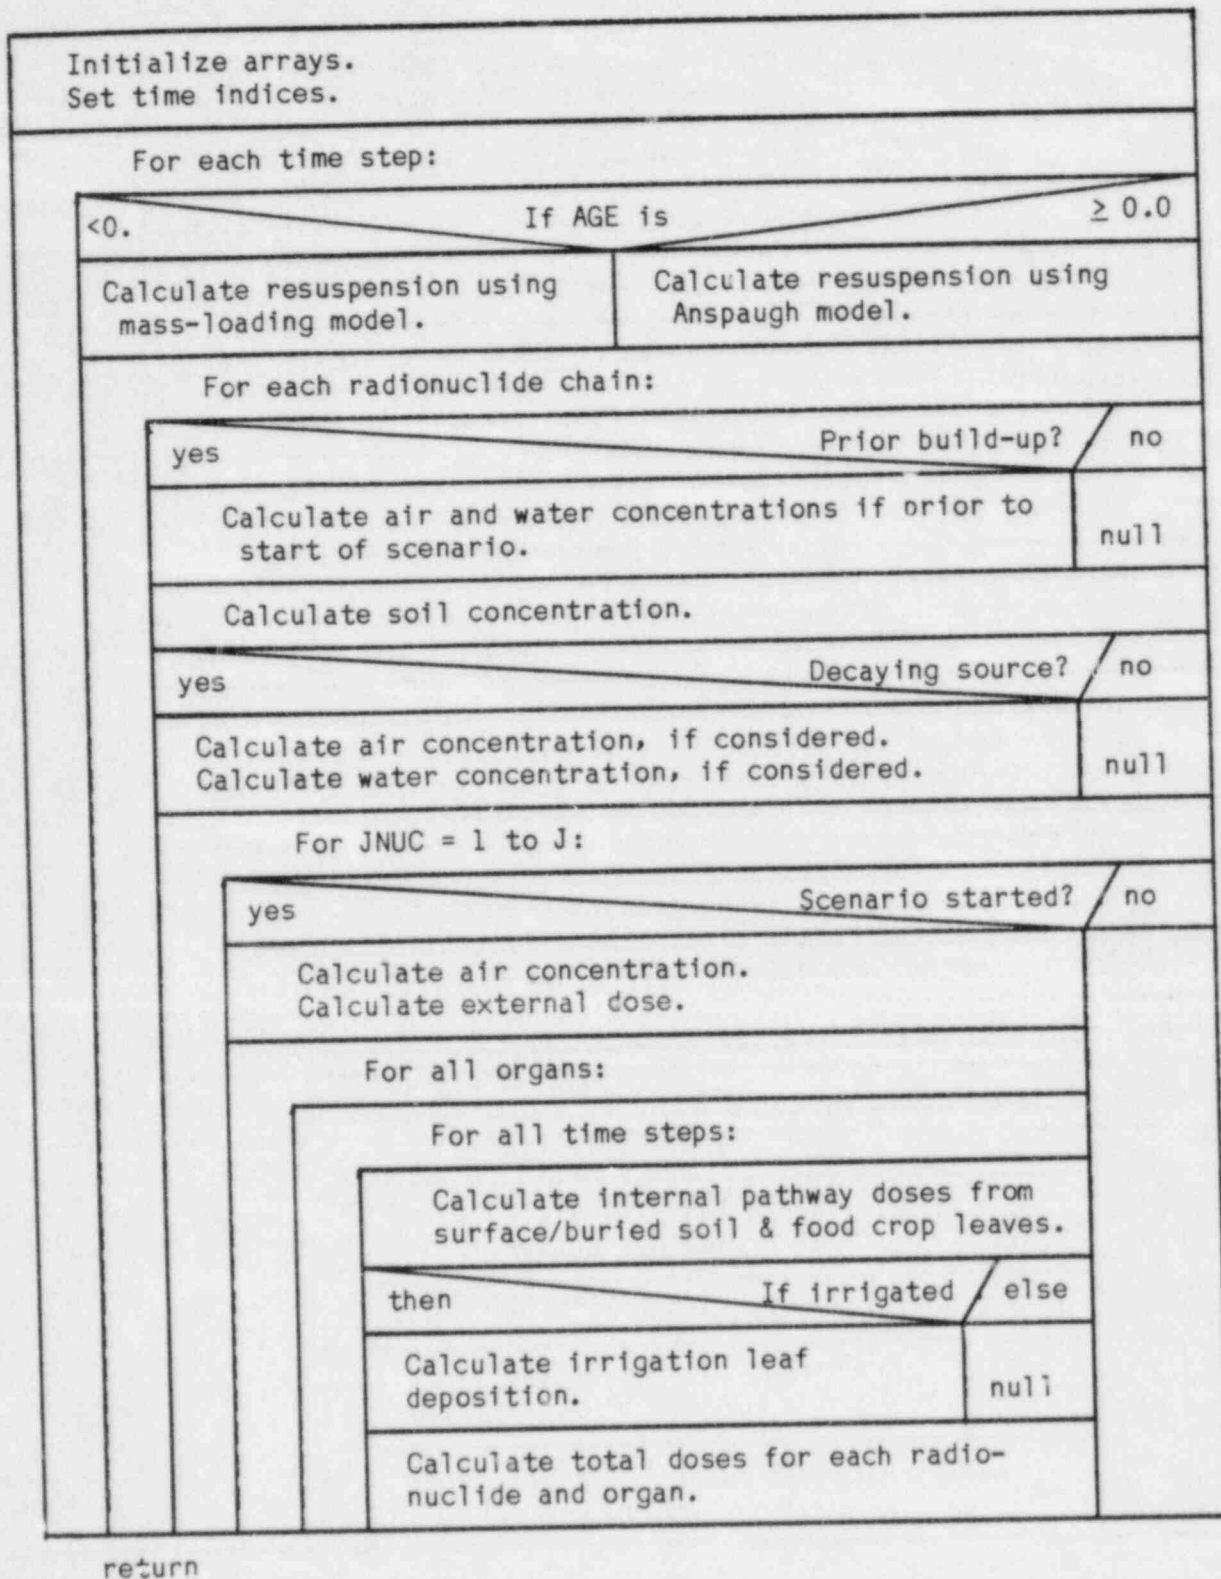 Initialize arrays.
Set time indices.
For each time step:
<0.
If AGE is
≥ 0.0
Calculate resuspension using
mass-loading model.
Calculate resuspension using
Anspaugh model.
For each radionuclide chain:
yes
Prior build-up?
no
Calculate air and water concentrations if prior to
start of scenario.
null
Calculate soil concentration.
yes
Decaying source?
no
Calculate air concentration, if considered.
Calculate water concentration, if considered.
null
For JNUC = 1 to J:
yes
Scenario started?
no
Calculate air concentration.
Calculate external dose.
For all organs:
For all time steps:
Calculate internal pathway doses from
surface/buried soil & food crop leaves.
then
If irrigated
else
Calculate irrigation leaf
deposition.
null
Calculate total doses for each radio-
nuclide and organ.
return